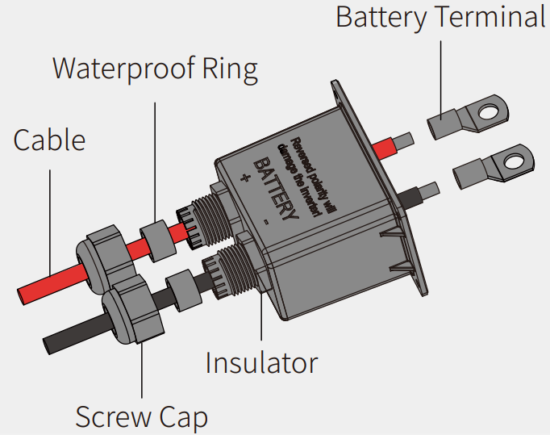 Battery Terminal
Waterproof Ring
Cable
Reversed polarity will
damage the inverter!
BATTERY
+
-
Insulator
Screw Cap